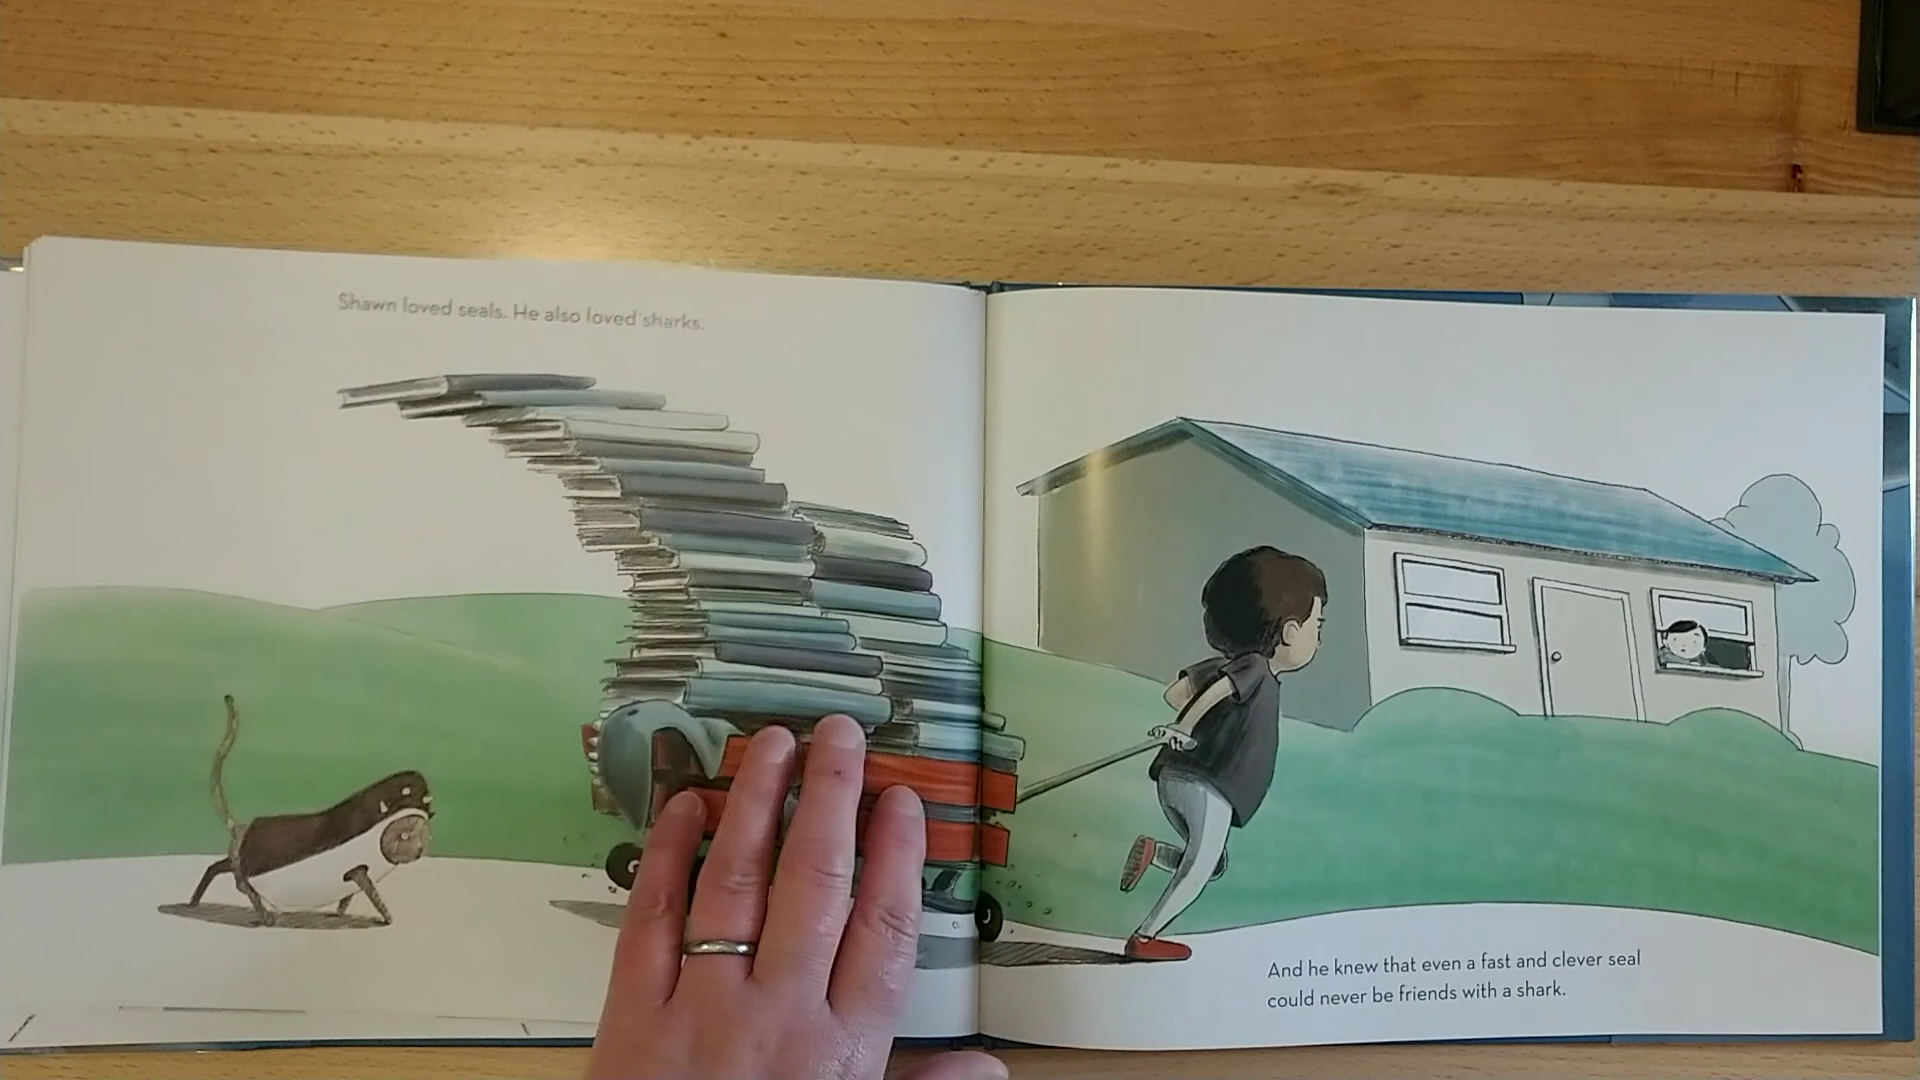 Shawn loved seals. He also loved sharks.
And he knew that even a fast and clever seal
could never be friends with a shark.